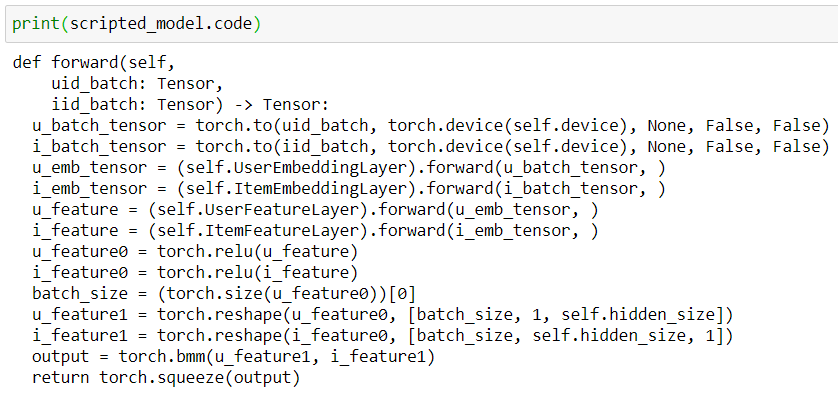 print(scripted_model.code)
def forward(self,
    uid_batch: Tensor,
    iid_batch: Tensor) -> Tensor:
  u_batch_tensor = torch.to(uid_batch, torch.device(self.device), None, False, False)
  i_batch_tensor = torch.to(iid_batch, torch.device(self.device), None, False, False)
  u_emb_tensor = (self.UserEmbeddingLayer).forward(u_batch_tensor, )
  i_emb_tensor = (self.ItemEmbeddingLayer).forward(i_batch_tensor, )
  u_feature = (self.UserFeatureLayer).forward(u_emb_tensor, )
  i_feature = (self.ItemFeatureLayer).forward(i_emb_tensor, )
  u_feature0 = torch.relu(u_feature)
  i_feature0 = torch.relu(i_feature)
  batch_size = (torch.size(u_feature0))[0]
  u_feature1 = torch.reshape(u_feature0, [batch_size, 1, self.hidden_size])
  i_feature1 = torch.reshape(i_feature0, [batch_size, self.hidden_size, 1])
  output = torch.bmm(u_feature1, i_feature1)
  return torch.squeeze(output)